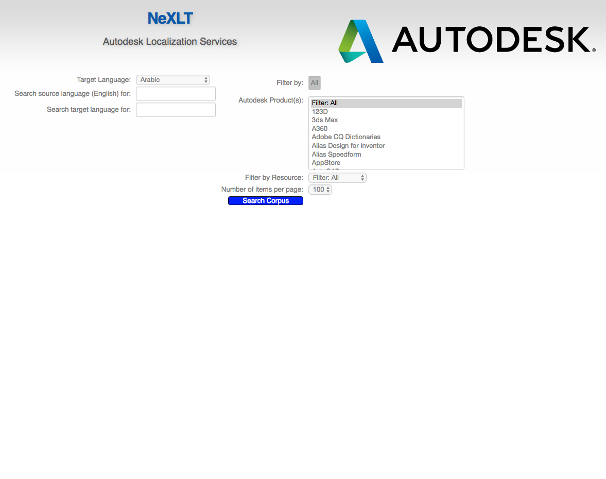 NeXLT
Autodesk Localization Services
AUTODESK.
Target Language: Arabic
Search source language (English) for:
Search target language for:
Filter by: All
Autodesk Product(s):
Filter: All
123D
3ds Max
A360
Adobe CQ Dictionaries
Alias Design for Inventor
Alias Speedform
AppStore
Filter by Resource: Filter: All
Number of items per page: 100
Search Corpus